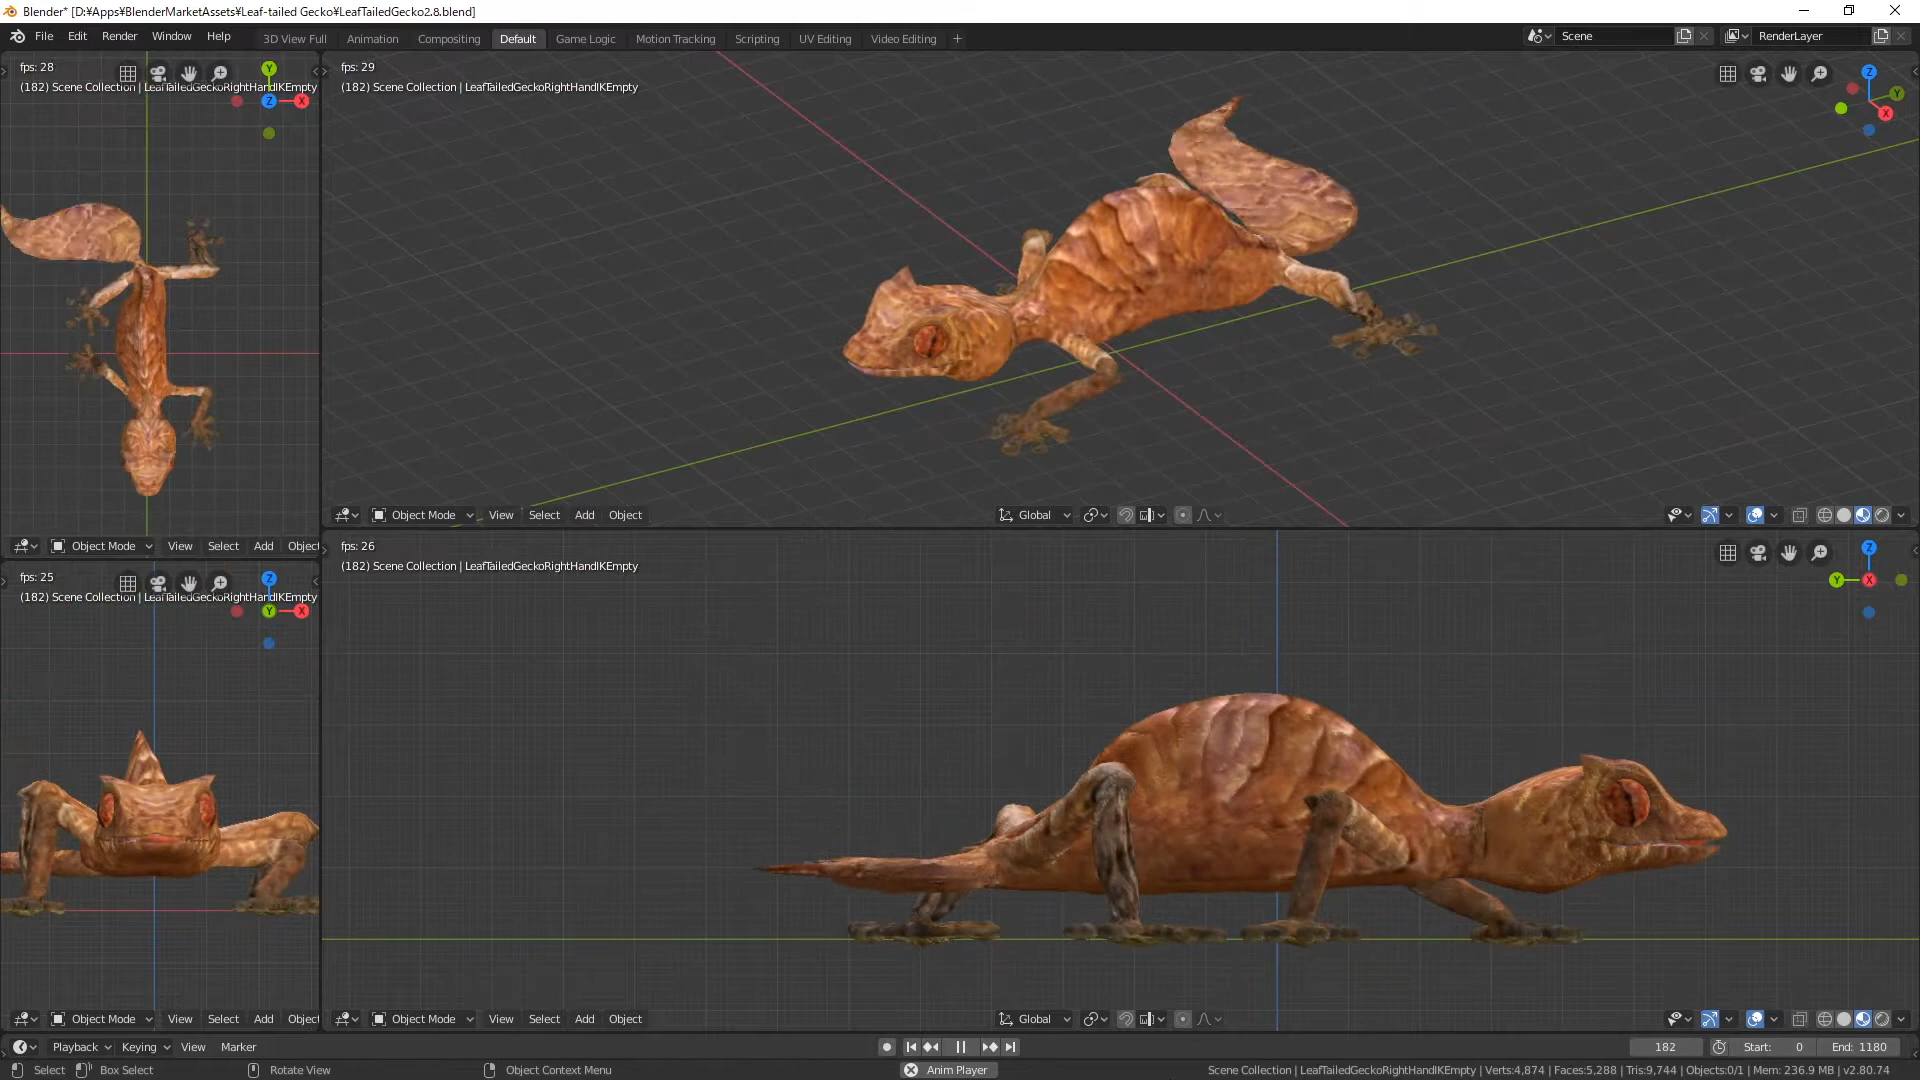 Blender* [D:¥Apps¥BlenderMarketAssets¥Leaf-tailed Gecko¥LeafTailedGecko2.8.blend]
File Edit Render Window Help 3D View Full Animation Compositing Default Game Logic Motion Tracking Scripting UV Editing Video Editing + Scene RenderLayer
fps: 28
(182) Scene Collection | LeafTailedGeckoRightHandIKEmpty
Z X
fps: 29
(182) Scene Collection | LeafTailedGeckoRightHandIKEmpty
Z Y X
Object Mode View Select Add Object Global
Object Mode View Select Add Object
fps: 26
(182) Scene Collection | LeafTailedGeckoRightHandIKEmpty
Z Y X
fps: 25
(182) Scene Collection | LeafTailedGeckoRightHandIKEmpty
Z Y X
Object Mode View Select Add Object
Object Mode View Select Add Object Global
Playback Keying View Marker 182 Start: 0 End: 1180
Select Box Select Rotate View Object Context Menu Anim Player Scene Collection | LeafTailedGeckoRightHandIKEmpty | Verts:4,874 | Faces:5,288 | Tris:9,744 | Objects:0/1 | Mem: 236.9 MB | v2.80.74